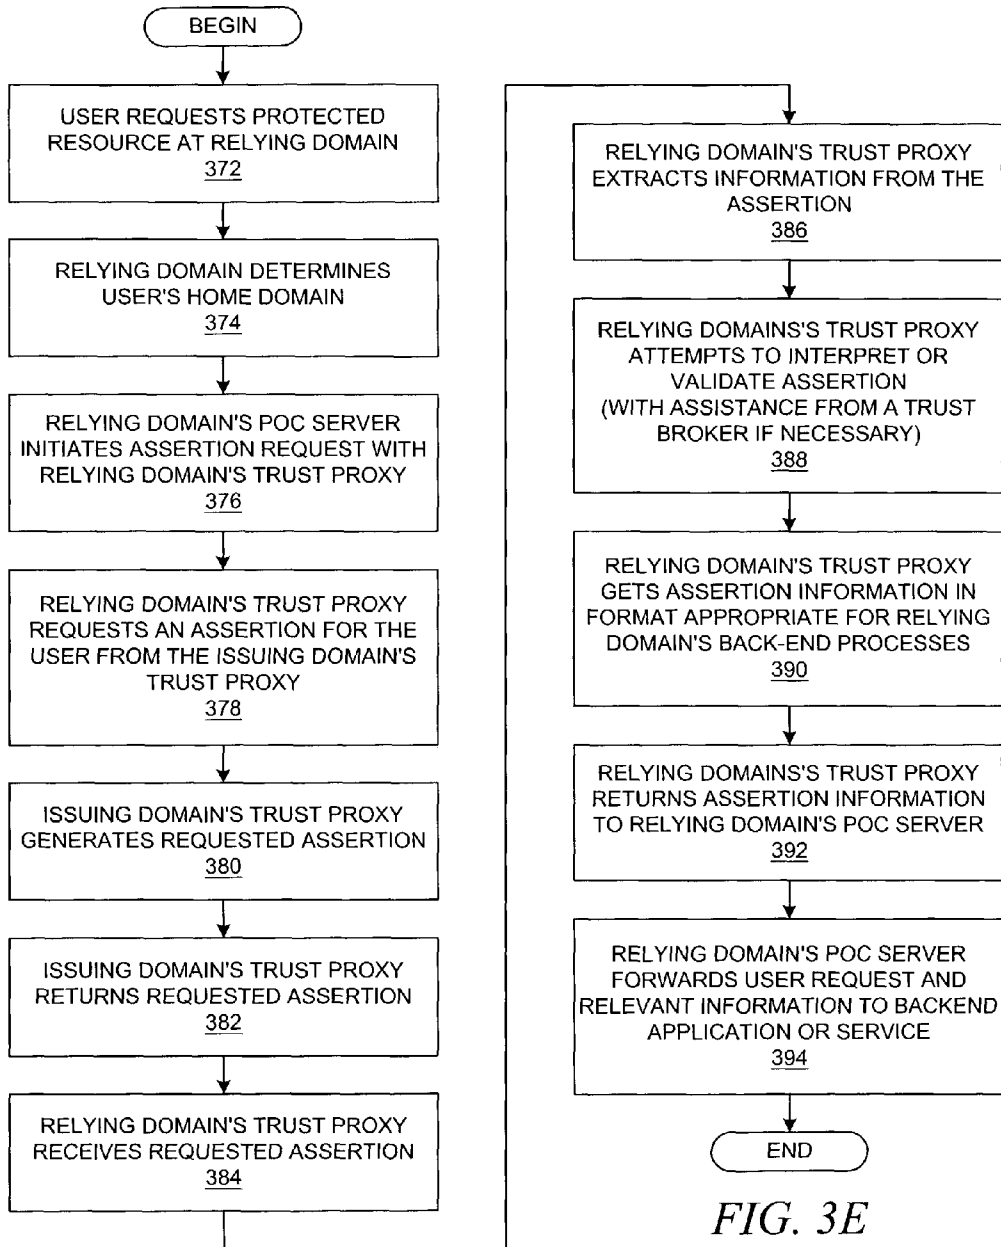 BEGIN
USER REQUESTS PROTECTED
RESOURCE AT RELYING DOMAIN
372
RELYING DOMAIN DETERMINES
USER'S HOME DOMAIN
374
RELYING DOMAIN'S POC SERVER
INITIATES ASSERTION REQUEST WITH
RELYING DOMAIN'S TRUST PROXY
376
RELYING DOMAIN'S TRUST PROXY
REQUESTS AN ASSERTION FOR THE
USER FROM THE ISSUING DOMAIN'S
TRUST PROXY
378
ISSUING DOMAIN'S TRUST PROXY
GENERATES REQUESTED ASSERTION
380
ISSUING DOMAIN'S TRUST PROXY
RETURNS REQUESTED ASSERTION
382
RELYING DOMAIN'S TRUST PROXY
RECEIVES REQUESTED ASSERTION
384
RELYING DOMAIN'S TRUST PROXY
EXTRACTS INFORMATION FROM THE
ASSERTION
386
RELYING DOMAINS'S TRUST PROXY
ATTEMPTS TO INTERPRET OR
VALIDATE ASSERTION
(WITH ASSISTANCE FROM A TRUST
BROKER IF NECESSARY)
388
RELYING DOMAIN'S TRUST PROXY
GETS ASSERTION INFORMATION IN
FORMAT APPROPRIATE FOR RELYING
DOMAIN'S BACK-END PROCESSES
390
RELYING DOMAINS'S TRUST PROXY
RETURNS ASSERTION INFORMATION
TO RELYING DOMAIN'S POC SERVER
392
RELYING DOMAIN'S POC SERVER
FORWARDS USER REQUEST AND
RELEVANT INFORMATION TO BACKEND
APPLICATION OR SERVICE
394
END
FIG. 3E